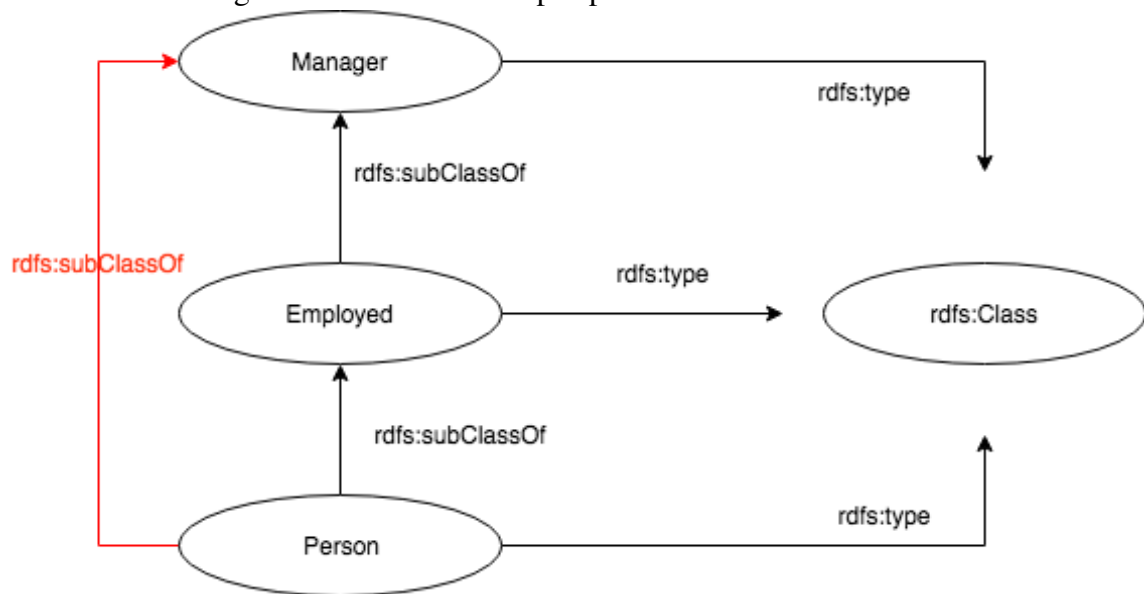 Manager
rdfs:type
rdfs:subClassOf
rdfs:subClassOf
rdfs:type
Employed
rdfs:Class
rdfs:subClassOf
rdfs:type
Person